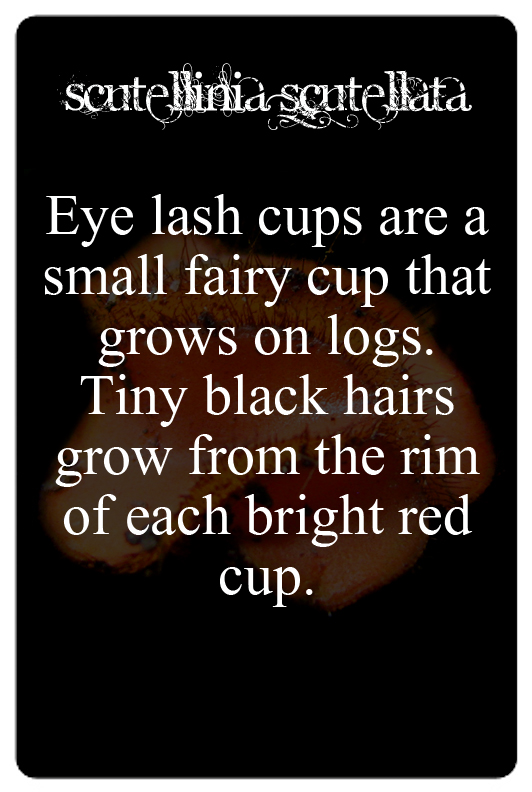 scutellinia scutellata
Eye lash cups are a
small fairy cup that
grows on logs.
Tiny black hairs
grow from the rim
of each bright red
cup.